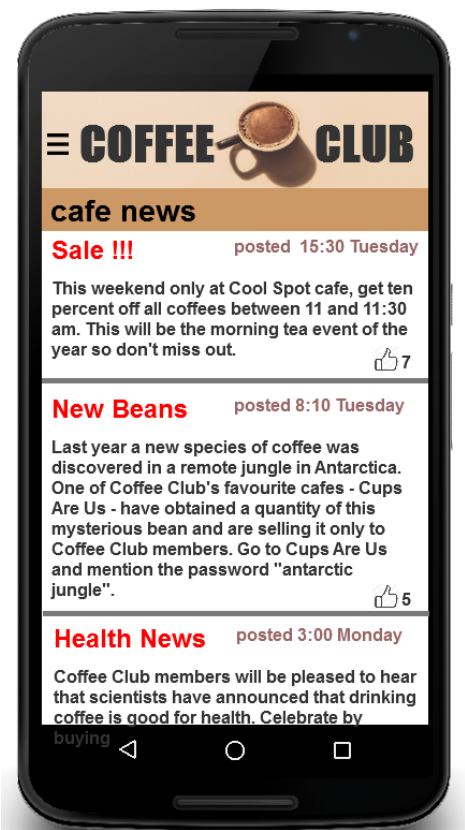 COFFEE CLUB
cafe news
Sale !!! posted 15:30 Tuesday
This weekend only at Cool Spot cafe, get ten
percent off all coffees between 11 and 11:30
am. This will be the morning tea event of the
year so don't miss out.
7
New Beans posted 8:10 Tuesday
Last year a new species of coffee was
discovered in a remote jungle in Antarctica.
One of Coffee Club's favourite cafes - Cups
Are Us - have obtained a quantity of this
mysterious bean and are selling it only to
Coffee Club members. Go to Cups Are Us
and mention the password "antarctic
jungle".
5
Health News posted 3:00 Monday
Coffee Club members will be pleased to hear
that scientists have announced that drinking
coffee is good for health. Celebrate by
buying